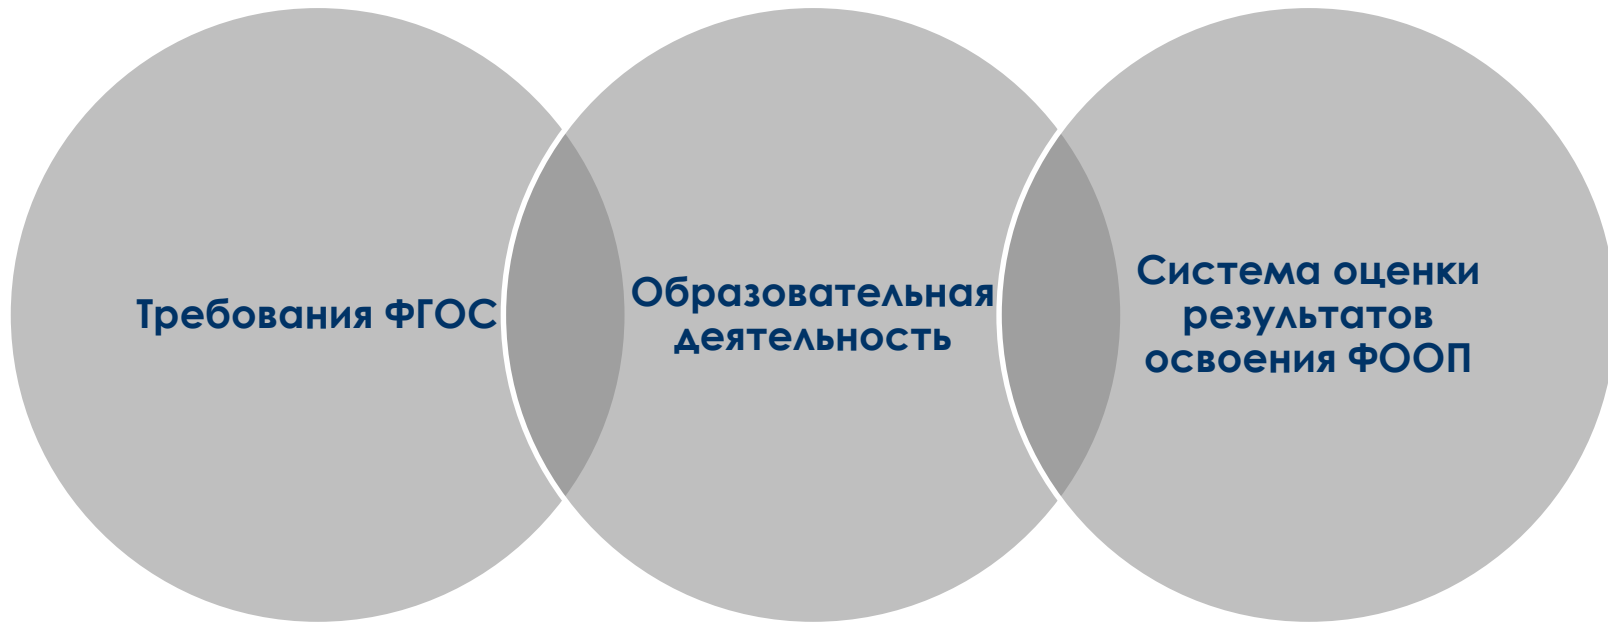 Требования ФГОС
Образовательная
деятельность
Система оценки
результатов
освоения ФООП